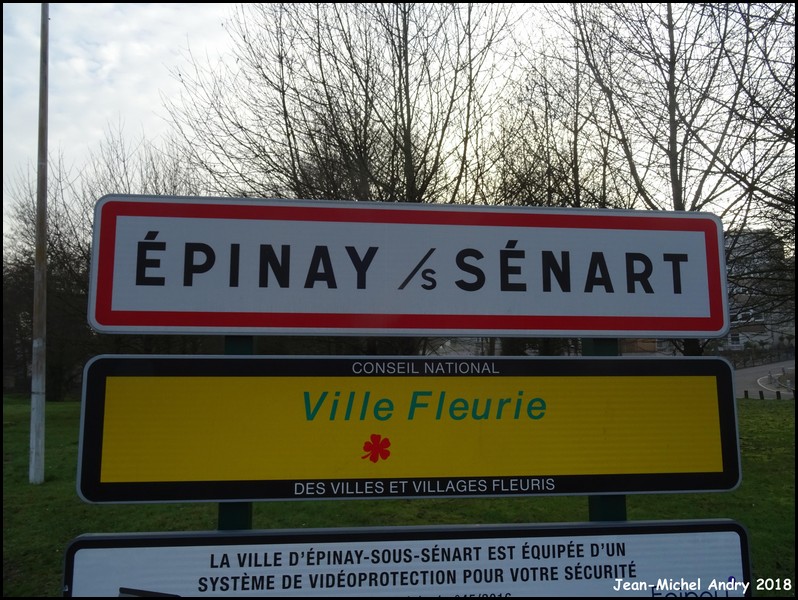 ÉPINAY /s SÉNART
CONSEIL NATIONAL
Ville Fleurie
DES VILLES ET VILLAGES FLEURIS
LA VILLE D'ÉPINAY-SOUS-SÉNART EST ÉQUIPÉE D'UN
SYSTÈME DE VIDÉOPROTECTION POUR VOTRE SÉCURITÉ
Jean-Michel Andry 2018